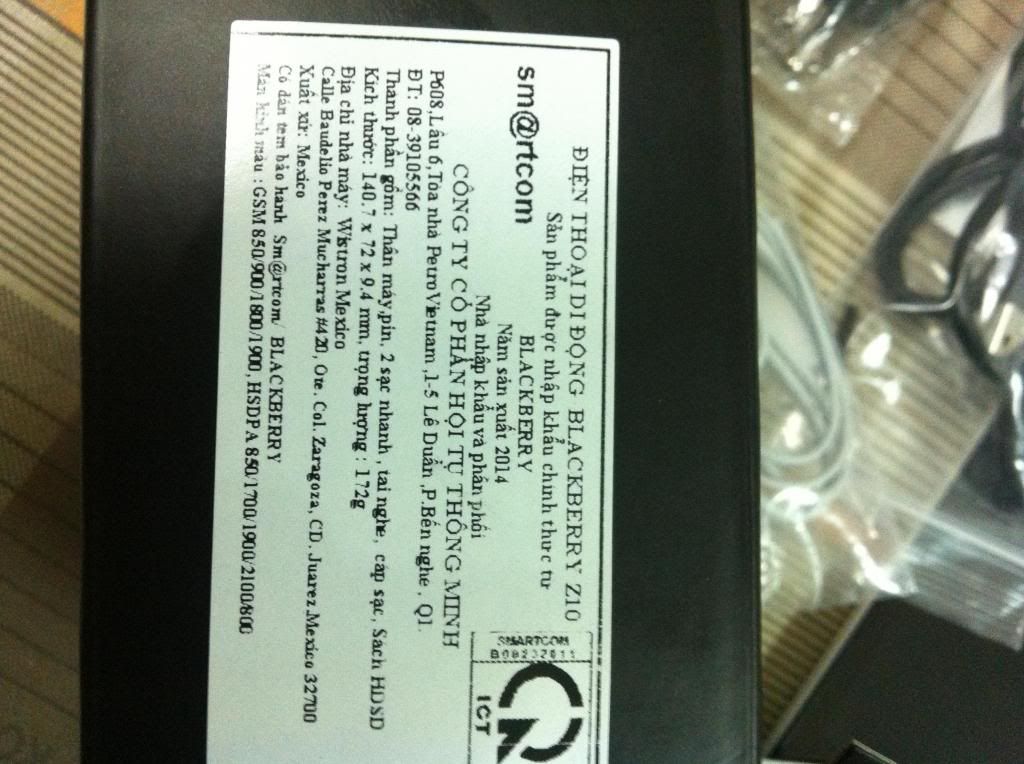 ĐIỆN THOẠI DI ĐỘNG BLACKBERRY Z10
Sản phẩm được nhập khẩu chính thức từ
sm@rtcom
BLACKBERRY
Năm sản xuất 2014
Nhà nhập khẩu và phân phối
CÔNG TY CỔ PHẦN HỘI TỤ THÔNG MINH
P608,Lầu 6,Tòa nhà PetroVietnam ,1-5 Lê Duẩn ,P.Bến nghe , Q1.
ĐT: 08-39105566
Thành phần gồm: Thân máy,pin, 2 sạc nhanh , tai nghe, cáp sạc, Sách HDSD
Kích thước: 140.7 x 72 x 9.4 mm, trọng lượng : 172g
Địa chỉ nhà máy: Wistron Mexico
Calle Baudelio Perez Mucharras #420, Ote. Col. Zaragoza, CD. Juarez.Mexico 32700
Xuất xứ: Mexico
Có dán tem bảo hành Sm@rtcom/ BLACKBERRY
Màn hình màu : GSM 850/900/1800/1900, HSDPA 850/1700/1900/2100/800
SMARTCOM
ICT